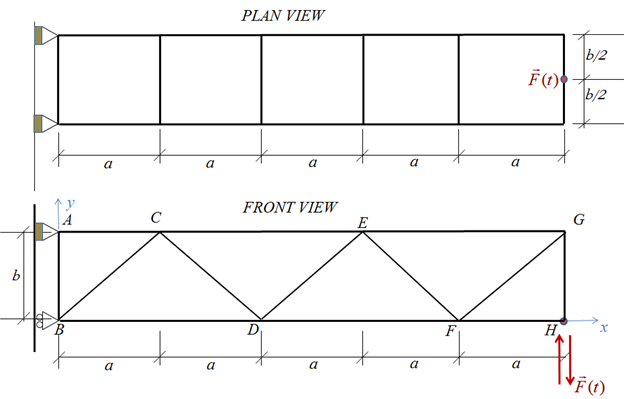 PLAN VIEW
b/2
F(t)
b/2
a a a a a
FRONT VIEW
y
A C E G
b
B D F H x
a a a a a
F(t)